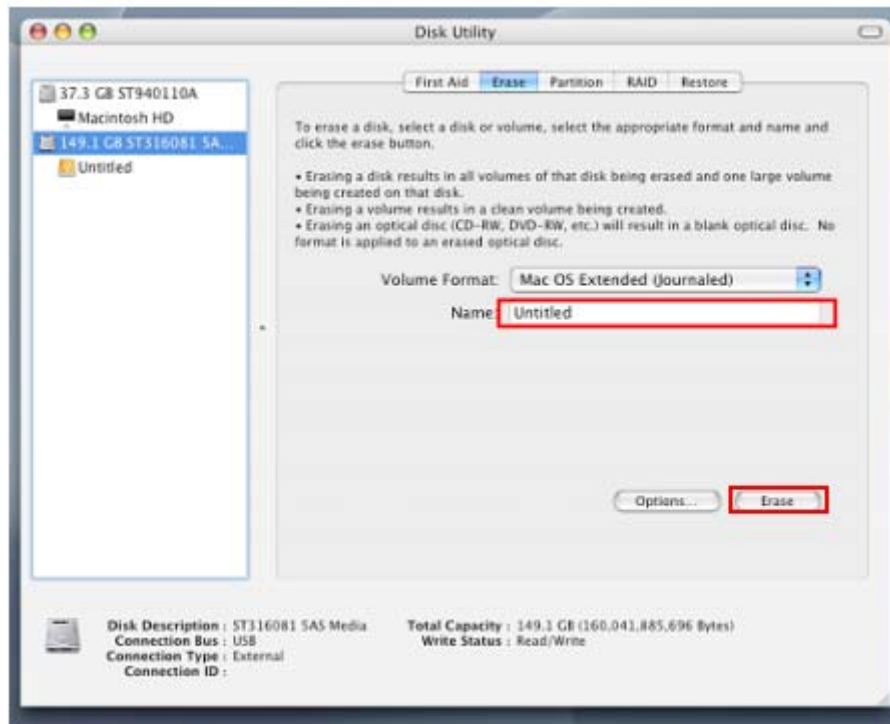 Disk Utility
37.3 GB ST940110A
Macintosh HD
149.1 GB ST316081 5A...
Untitled
First Aid Erase Partition RAID Restore
To erase a disk, select a disk or volume, select the appropriate format and name and
click the erase button.
• Erasing a disk results in all volumes of that disk being erased and one large volume
being created on that disk.
• Erasing a volume results in a clean volume being created.
• Erasing an optical disc (CD-RW, DVD-RW, etc.) will result in a blank optical disc. No
format is applied to an erased optical disc.
Volume Format: Mac OS Extended (Journaled)
Name: Untitled
Options... Erase
Disk Description : ST316081 5AS Media
Connection Bus : USB
Connection Type : External
Connection ID :
Total Capacity : 149.1 GB (160,041,885,696 Bytes)
Write Status : Read/Write